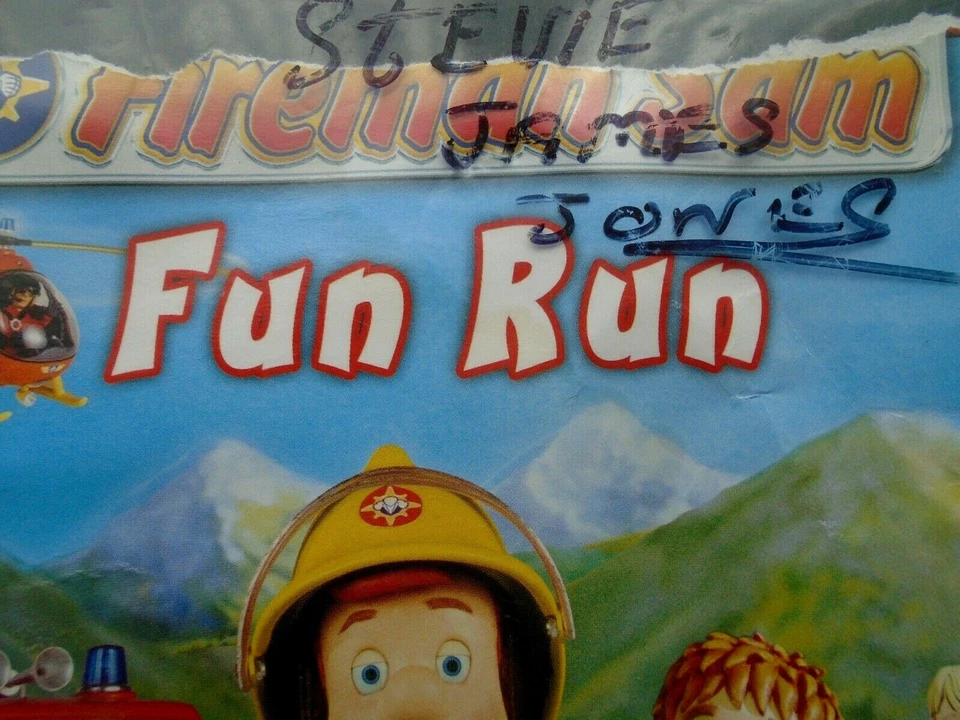 STEVIE
Fireman Sam
JAMES
JONES
Fun Run